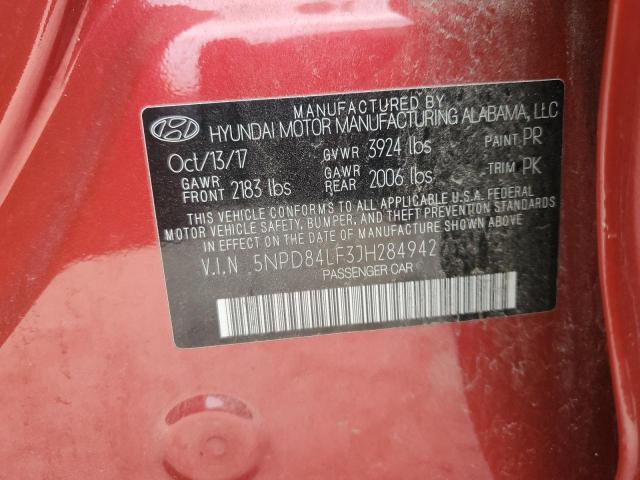 MANUFACTURED BY
HYUNDAI MOTOR MANUFACTURING ALABAMA, LLC
Oct/13/17 GVWR 3924 lbs PAINT PR
GAWR FRONT 2183 lbs GAWR REAR 2006 lbs TRIM PK
THIS VEHICLE CONFORMS TO ALL APPLICABLE U.S.A. FEDERAL
MOTOR VEHICLE SAFETY, BUMPER, AND THEFT PREVENTION STANDARDS
IN EFFECT ON THE DATE OF MANUFACTURE SHOWN ABOVE.
V.I.N. 5NPD84LF3JH284942
PASSENGER CAR